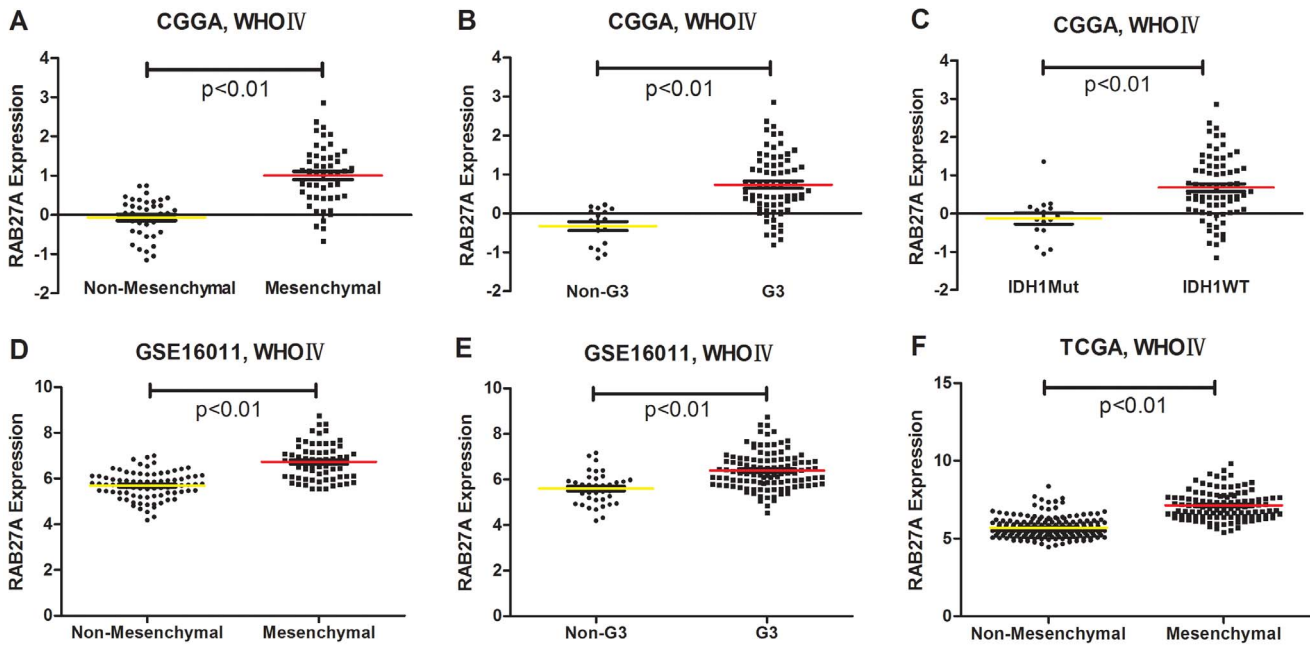 A
CGGA, WHOⅣ
RAB27A Expression
4
3
2
1
0
-1
-2
p<0.01
Non-Mesenchymal
Mesenchymal
B
CGGA, WHOⅣ
RAB27A Expression
4
3
2
1
0
-1
-2
p<0.01
Non-G3
G3
C
CGGA, WHOⅣ
RAB27A Expression
4
3
2
1
0
-1
-2
p<0.01
IDH1Mut
IDH1WT
D
GSE16011, WHOⅣ
RAB27A Expression
10
8
6
4
2
0
p<0.01
Non-Mesenchymal
Mesenchymal
E
GSE16011, WHOⅣ
RAB27A Expression
10
8
6
4
2
0
p<0.01
Non-G3
G3
F
TCGA, WHOⅣ
RAB27A Expression
15
10
5
0
p<0.01
Non-Mesenchymal
Mesenchymal